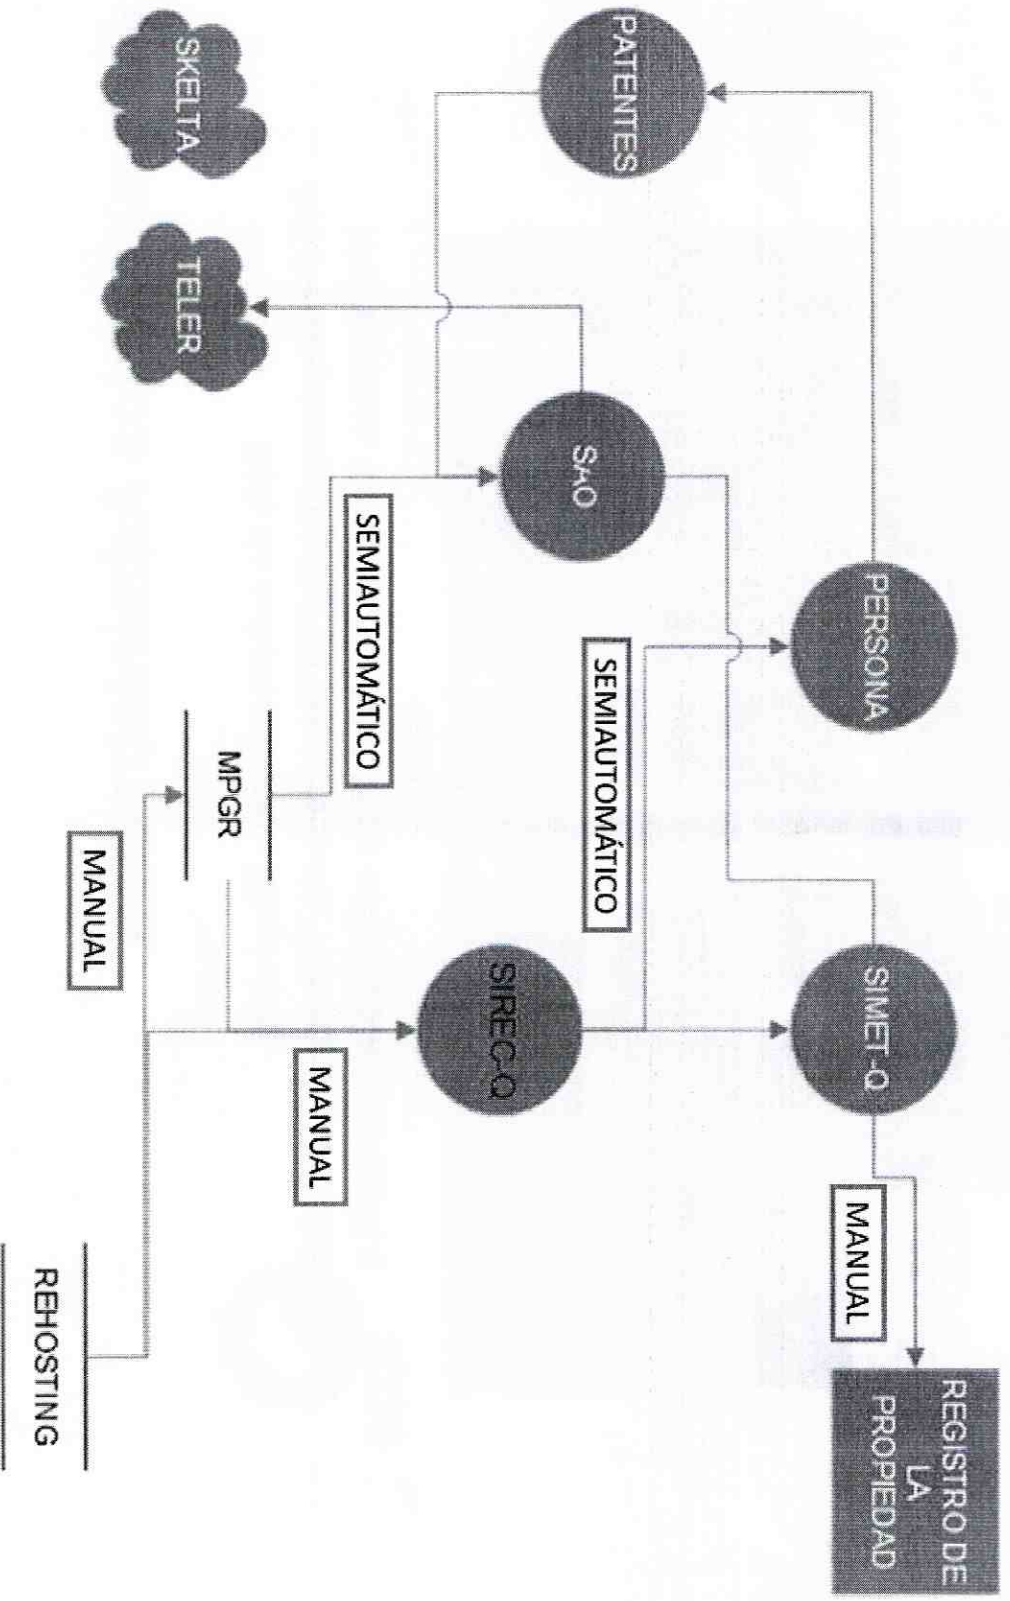 PERSONA
SIMET-Q
MANUAL
REGISTRO DE
LA
PROPIEDAD
PATENTES
SAO
SEMIAUTOMÁTICO
SIREC-Q
SEMIAUTOMÁTICO
MANUAL
SKELTA
TELER
MPGR
MANUAL
REHOSTING